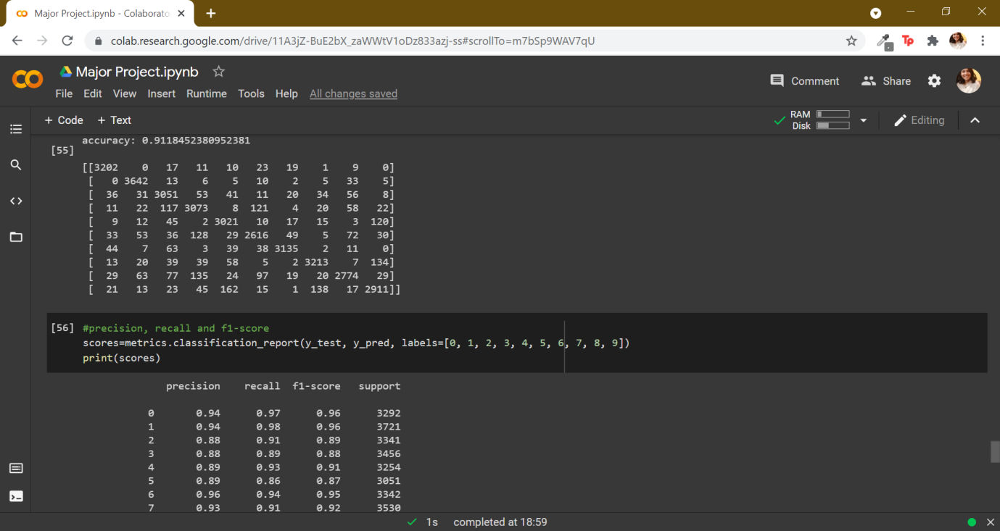 Major Project.ipynb - Colaborato
colab.research.google.com/drive/11A3jZ-BuE2bX_zaWWtV1oDz833azj-ss#scrollTo=m7bSp9WAV7qU
Tp
Major Project.ipynb
Comment Share
File Edit View Insert Runtime Tools Help All changes saved
+ Code + Text
RAM
Disk
Editing
accuracy: 0.9118452380952381
[55]
[[3202 0 17 11 10 23 19 1 9 0]
[ 0 3642 13 6 5 10 2 5 33 5]
[ 36 31 3051 53 41 11 20 34 56 8]
[ 11 22 117 3073 8 121 4 20 58 22]
[ 9 12 45 2 3021 10 17 15 3 120]
[ 33 53 36 128 29 2616 49 5 72 30]
[ 44 7 63 3 39 38 3135 2 11 0]
[ 13 20 39 39 58 5 2 3213 7 134]
[ 29 63 77 135 24 97 19 20 2774 29]
[ 21 13 23 45 162 15 1 138 17 2911]]
[56] #precision, recall and f1-score
scores=metrics.classification_report(y_test, y_pred, labels=[0, 1, 2, 3, 4, 5, 6, 7, 8, 9])
print(scores)
precision recall f1-score support
0 0.94 0.97 0.96 3292
1 0.94 0.98 0.96 3721
2 0.88 0.91 0.89 3341
3 0.88 0.89 0.88 3456
4 0.89 0.93 0.91 3254
5 0.89 0.86 0.87 3051
6 0.96 0.94 0.95 3342
7 0.93 0.91 0.92 3530
1s completed at 18:59